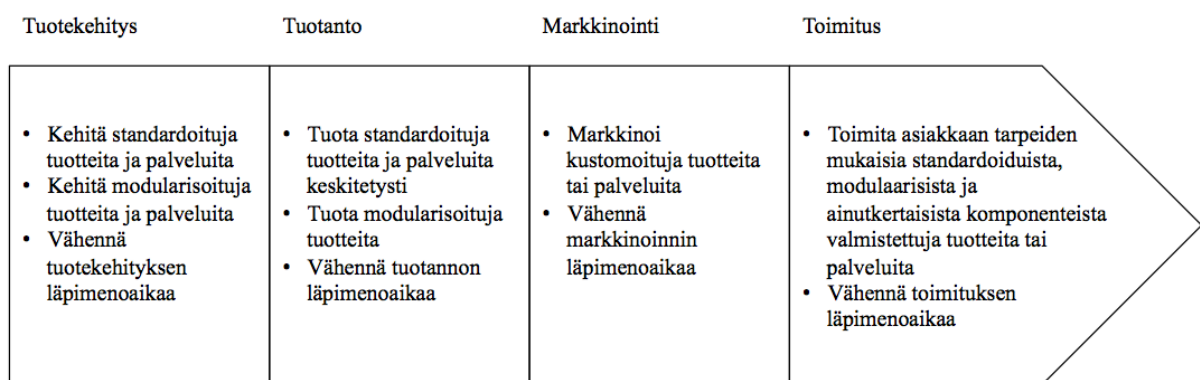 Tuotekehitys
Tuotanto
Markkinointi
Toimitus
• Kehitä standardoituja
tuotteita ja palveluita
• Kehitä modularisoituja
tuotteita ja palveluita
• Vähennä
tuotekehityksen
läpimenoaikaa
• Tuota standardoituja
tuotteita ja palveluita
keskitetysti
• Tuota modularisoituja
tuotteita
• Vähennä tuotannon
läpimenoaikaa
• Markkinoi
kustomoituja tuotteita
tai palveluita
• Vähennä
markkinoinnin
läpimenoaikaa
• Toimita asiakkaan tarpeiden
mukaisia standardoiduista,
modulaarisista ja
ainutkertaisista komponenteista
valmistettuja tuotteita tai
palveluita
• Vähennä toimituksen
läpimenoaikaa